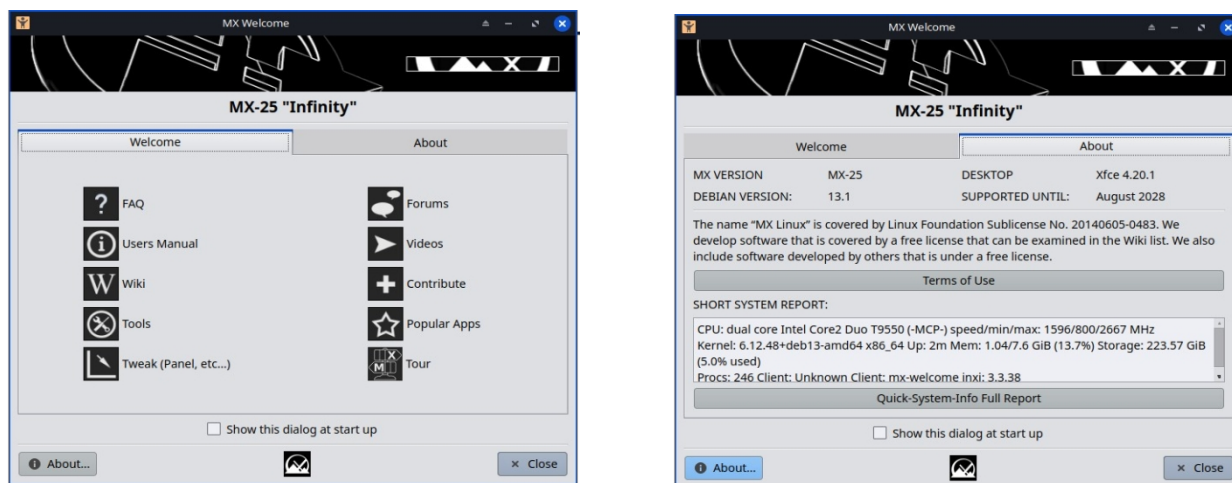 MX Welcome
MX
MX-25 "Infinity"
Welcome
About
FAQ
Forums
Users Manual
Videos
Wiki
Contribute
Tools
Popular Apps
Tweak (Panel, etc...)
Tour
Show this dialog at start up
About...
Close
MX Welcome
MX
MX-25 "Infinity"
Welcome
About
MX VERSION MX-25 DESKTOP Xfce 4.20.1
DEBIAN VERSION: 13.1 SUPPORTED UNTIL: August 2028
The name “MX Linux” is covered by Linux Foundation Sublicense No. 20140605-0483. We
develop software that is covered by a free license that can be examined in the Wiki list. We also
include software developed by others that is under a free license.
Terms of Use
SHORT SYSTEM REPORT:
CPU: dual core Intel Core2 Duo T9550 (-MCP-) speed/min/max: 1596/800/2667 MHz
Kernel: 6.12.48+deb13-amd64 x86_64 Up: 2m Mem: 1.04/7.6 GiB (13.7%) Storage: 223.57 GiB
(5.0% used)
Procs: 246 Client: Unknown Client: mx-welcome inxi: 3.3.38
Quick-System-Info Full Report
Show this dialog at start up
About...
Close